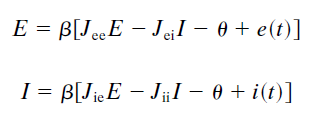 E = β[J_ee E − J_ei I − θ + e(t)]
I = β[J_ie E − J_ii I − θ + i(t)]